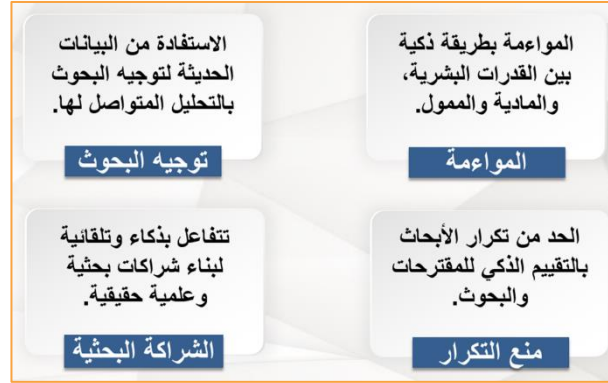 المواءمة بطريقة ذكية
بين القدرات البشرية،
والمادية والممول.
المواءمة
الاستفادة من البيانات
الحديثة لتوجيه البحوث
بالتحليل المتواصل لها.
توجيه البحوث
الحد من تكرار الأبحاث
بالتقييم الذكي للمقترحات
والبحوث.
منع التكرار
تتفاعل بذكاء وتلقائية
لبناء شراكات بحثية
وعلمية حقيقية.
الشراكة البحثية